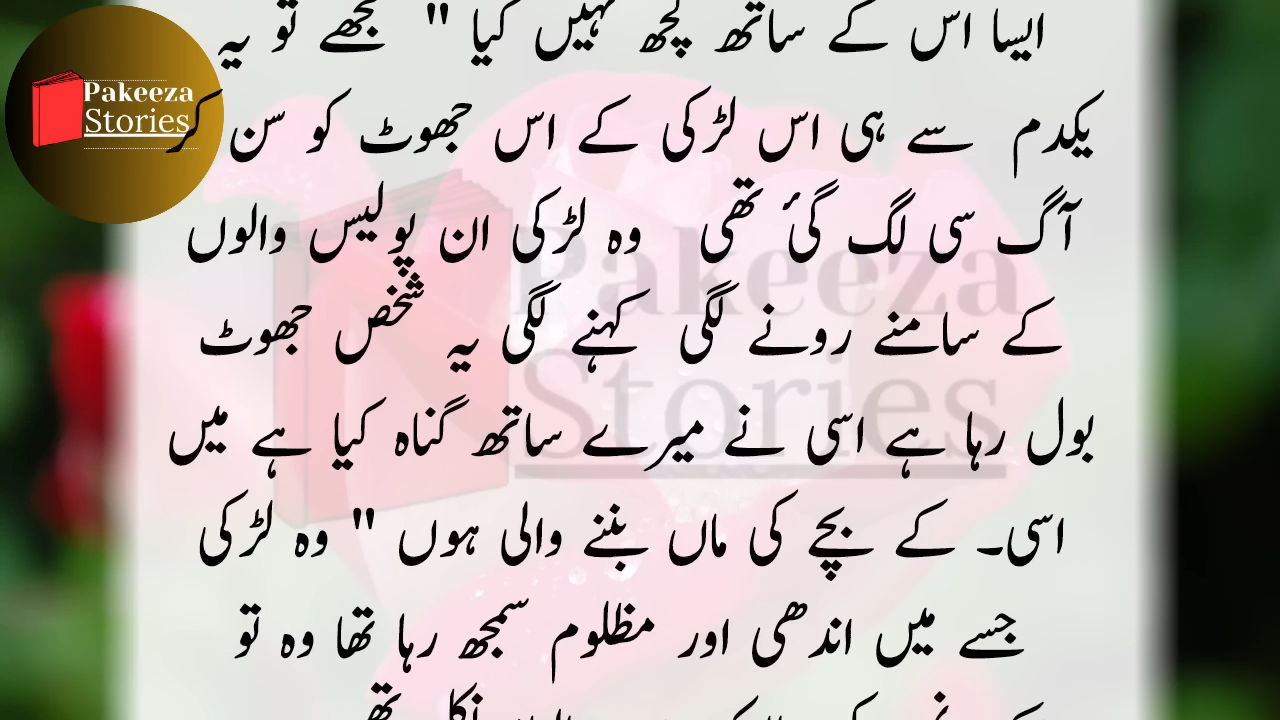 ایسا اس کے ساتھ کچھ نہیں کیا " مجھے تو یہ
یکدم سے ہی اس لڑکی کے اس جھوٹ کو سن کر
آگ سی لگ گئ تھی وہ لڑکی ان پولیس والوں
کے سامنے رونے لگی کہنے لگی یہ شخص جھوٹ
بول رہا ہے اسی نے میرے ساتھ گناہ کیا ہے میں
اسی۔ کے بچے کی ماں بننے والی ہوں " وہ لڑکی
جسے میں اندھی اور مظلوم سمجھ رہا تھا وہ تو
Pakeeza
Stories
Pakeeza
Stories